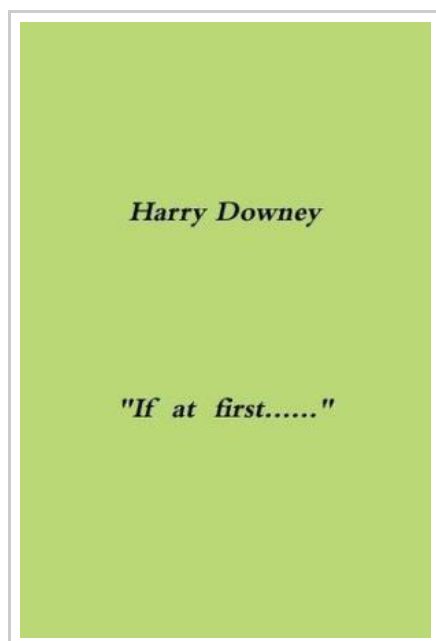 Harry Downey
"If at first......"